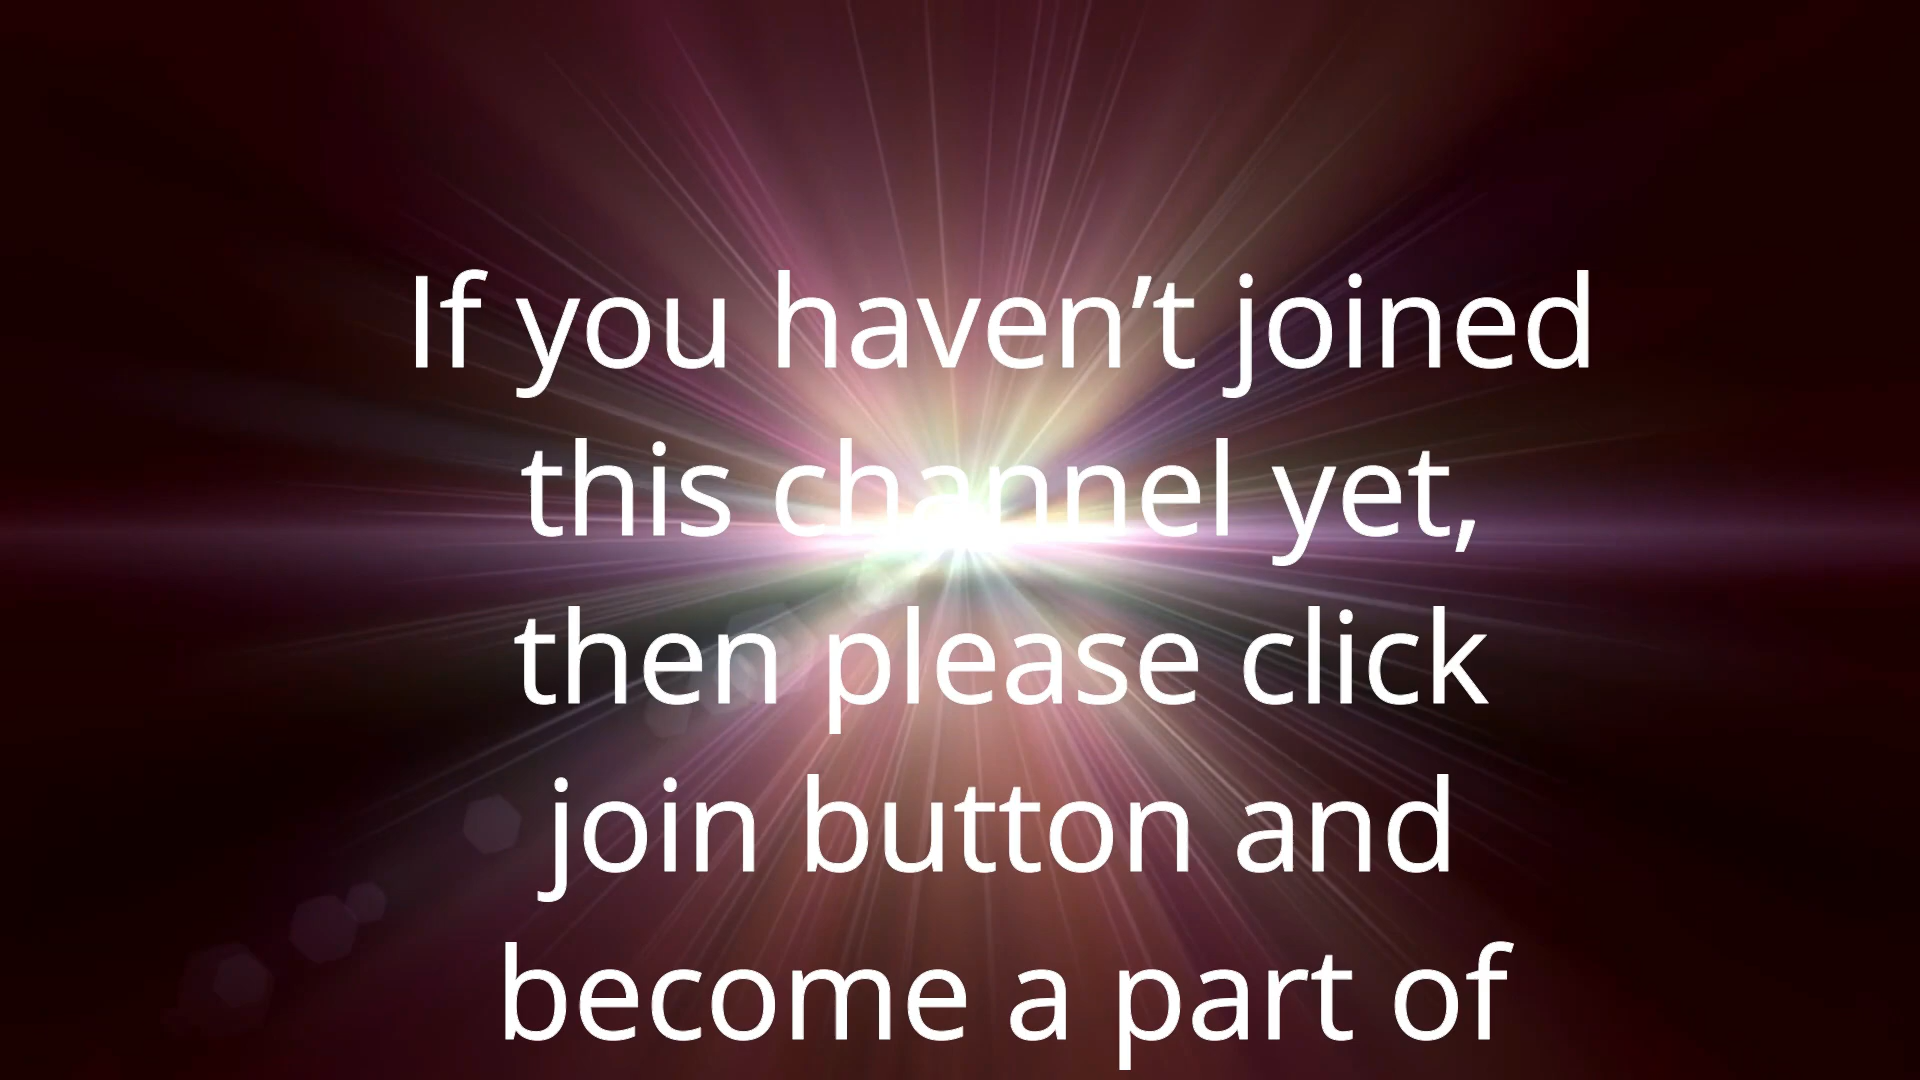 If you haven’t joined
this channel yet,
then please click
join button and
become a part of